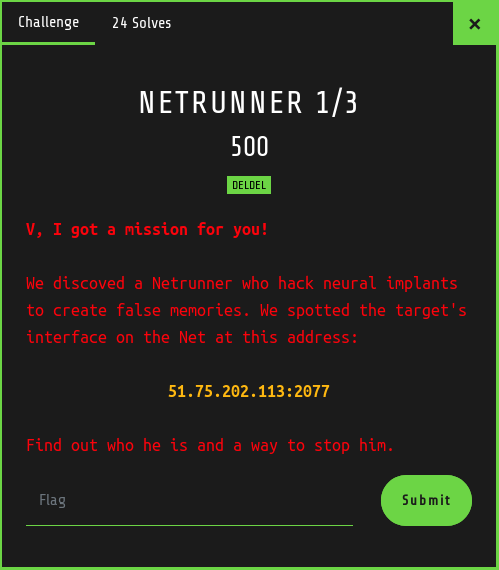 Challenge
24 Solves
×
NETRUNNER 1/3
500
DELDEL
V, I got a mission for you!
We discoved a Netrunner who hack neural implants
to create false memories. We spotted the target's
interface on the Net at this address:
51.75.202.113:2077
Find out who he is and a way to stop him.
Flag
Submit